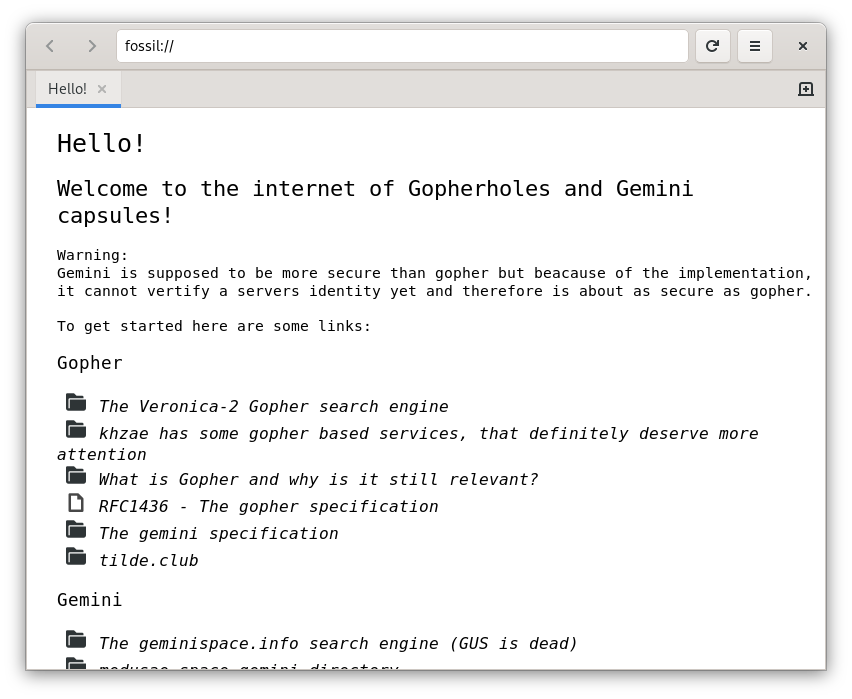 fossil://
Hello!
Hello!
Welcome to the internet of Gopherholes and Gemini
capsules!
Warning:
Gemini is supposed to be more secure than gopher but beacause of the implementation,
it cannot vertify a servers identity yet and therefore is about as secure as gopher.
To get started here are some links:
Gopher
The Veronica-2 Gopher search engine
khzae has some gopher based services, that definitely deserve more
attention
What is Gopher and why is it still relevant?
RFC1436 - The gopher specification
The gemini specification
tilde.club
Gemini
The geminispace.info search engine (GUS is dead)
medusae.space gemini directory